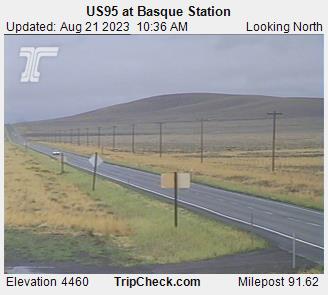 US95 at Basque Station
Updated: Aug 21 2023 10:36 AM Looking North
Elevation 4460 TripCheck.com Milepost 91.62